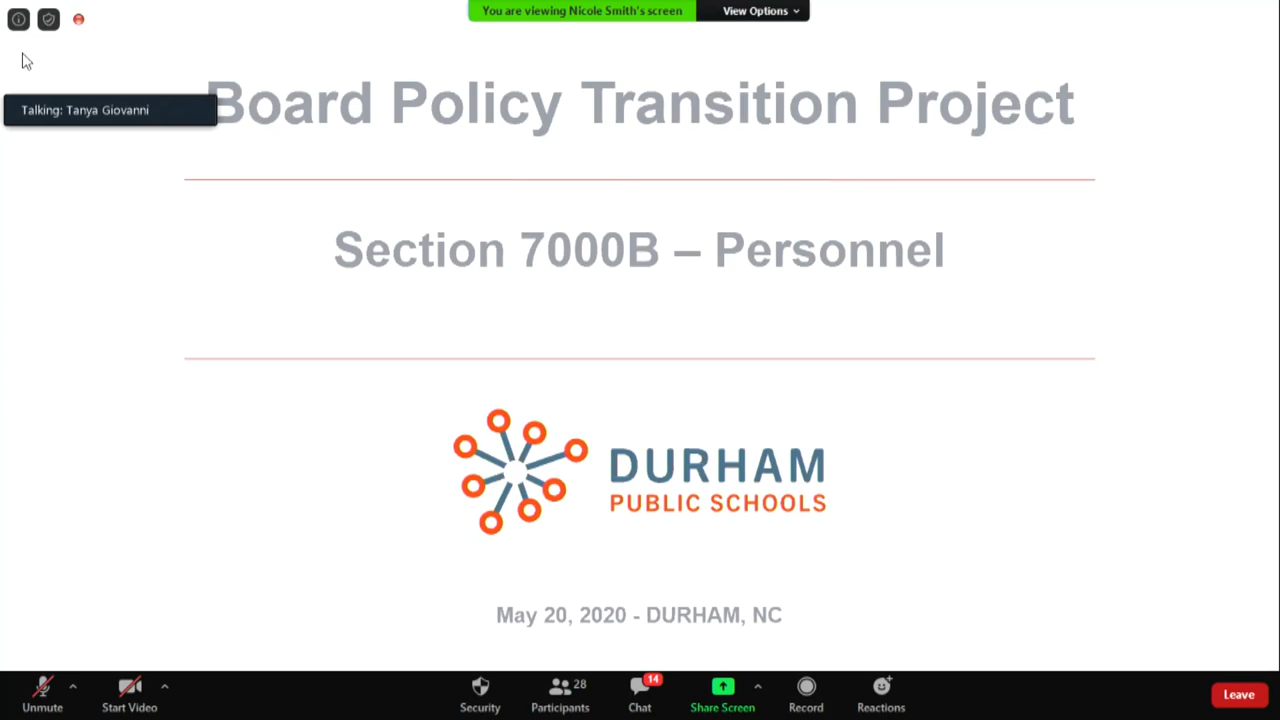 You are viewing Nicole Smith's screen
View Options
Talking: Tanya Giovanni
Board Policy Transition Project
Section 7000B – Personnel
DURHAM
PUBLIC SCHOOLS
May 20, 2020 - DURHAM, NC
28
14
Unmute
Start Video
Security
Participants
Chat
Share Screen
Record
Reactions
Leave